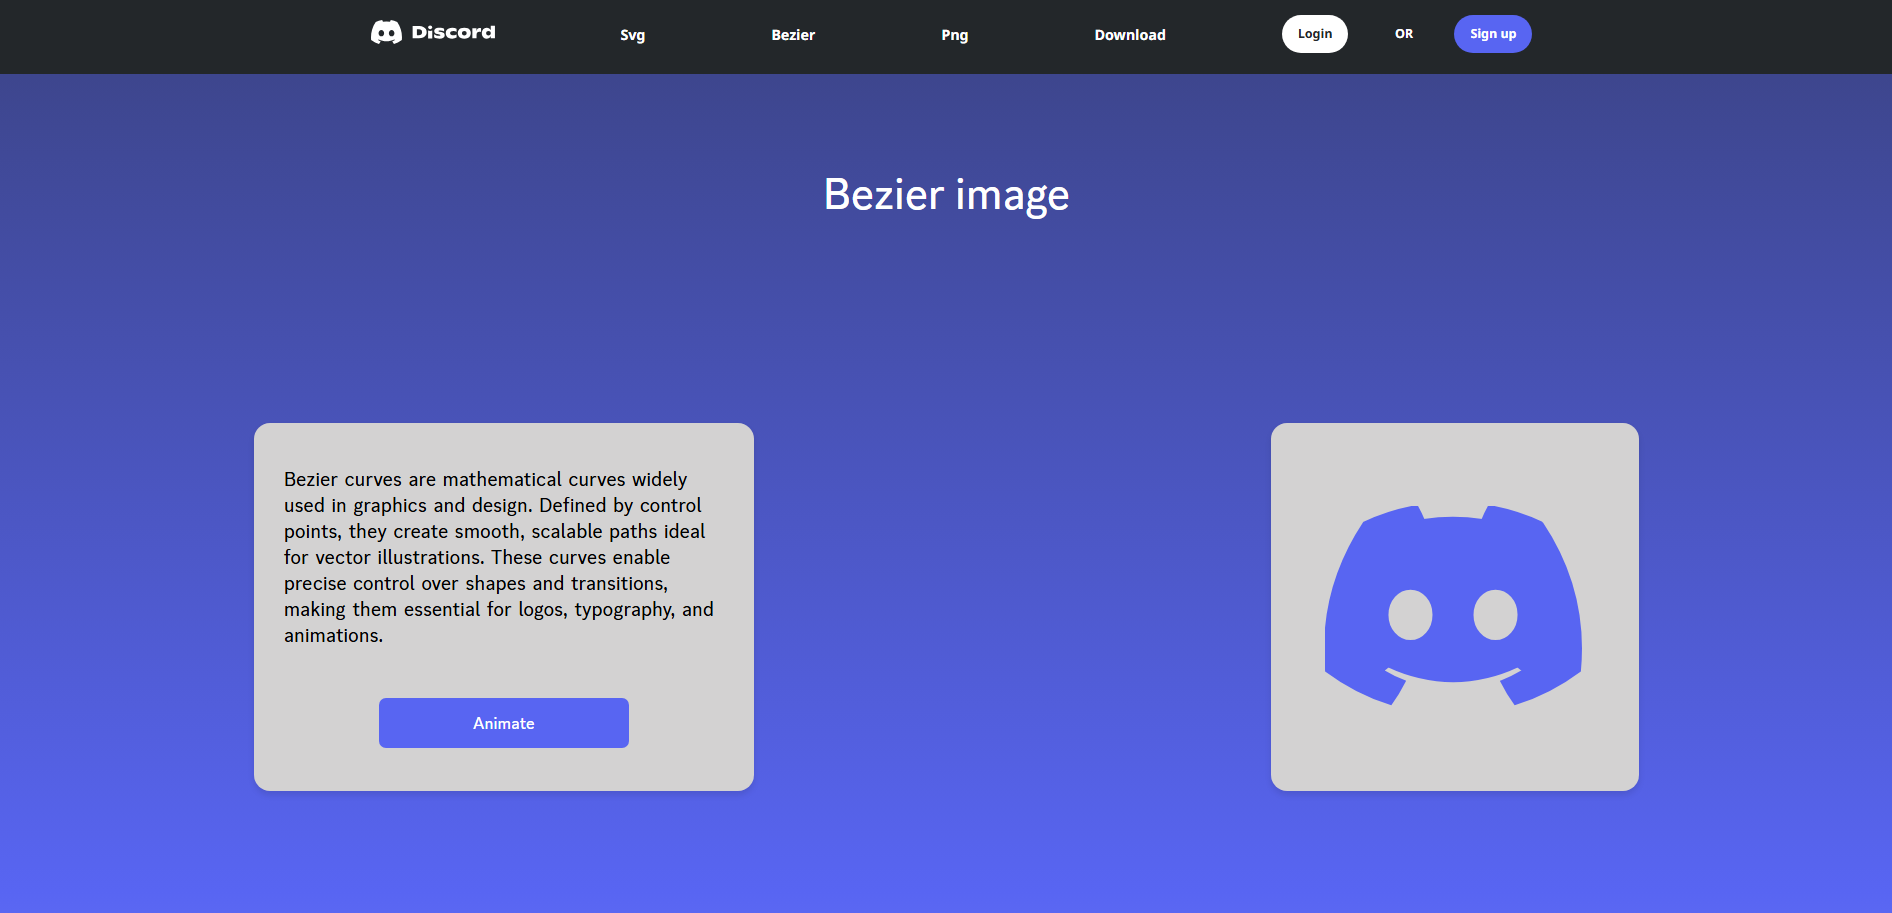 Discord
Svg
Bezier
Png
Download
Login
OR
Sign up
Bezier image
Bezier curves are mathematical curves widely
used in graphics and design. Defined by control
points, they create smooth, scalable paths ideal
for vector illustrations. These curves enable
precise control over shapes and transitions,
making them essential for logos, typography, and
animations.
Animate